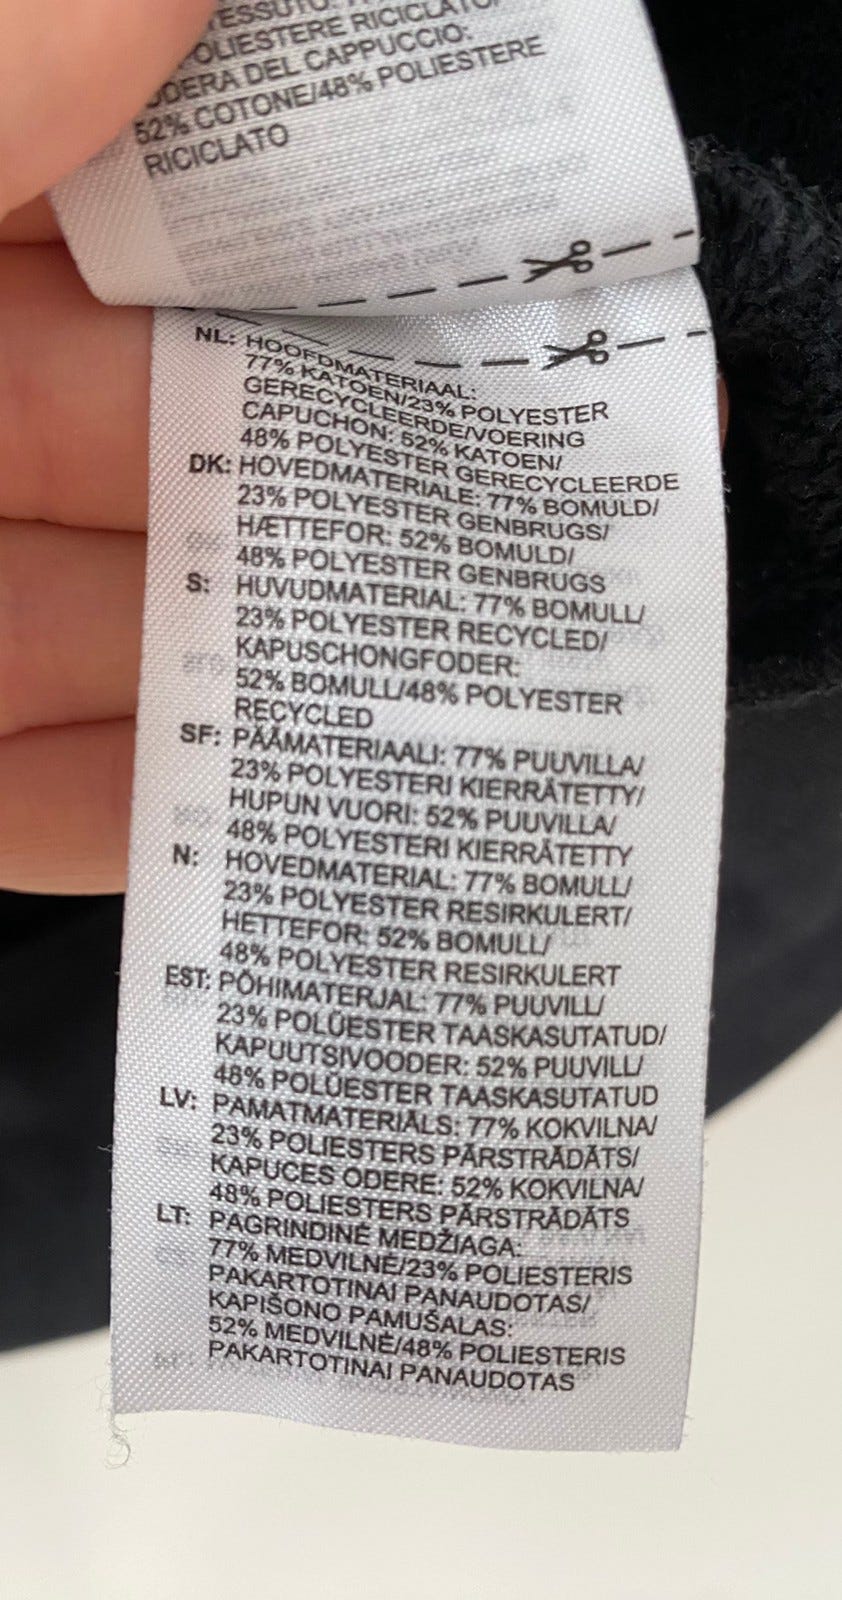 TESSUTO:
POLIESTERE RICICLATO/
FODERA DEL CAPPUCCIO:
52% COTONE/48% POLIESTERE
RICICLATO
NL: HOOFDMATERIAAL:
77% KATOEN/23% POLYESTER
GERECYCLEERDE/VOERING
CAPUCHON: 52% KATOEN/
48% POLYESTER GERECYCLEERDE
DK: HOVEDMATERIALE: 77% BOMULD/
23% POLYESTER GENBRUGS/
HÆTTEFOR: 52% BOMULD/
48% POLYESTER GENBRUGS
S: HUVUDMATERIAL: 77% BOMULL/
23% POLYESTER RECYCLED/
KAPUSCHONGFODER:
52% BOMULL/48% POLYESTER
RECYCLED
SF: PÄÄMATERIAALI: 77% PUUVILLA/
23% POLYESTERI KIERRÄTETTY/
HUPUN VUORI: 52% PUUVILLA/
48% POLYESTERI KIERRÄTETTY
N: HOVEDMATERIAL: 77% BOMULL/
23% POLYESTER RESIRKULERT/
HETTEFOR: 52% BOMULL/
48% POLYESTER RESIRKULERT
EST: PÕHIMATERJAL: 77% PUUVILL/
23% POLÜESTER TAASKASUTATUD/
KAPUUTSIVOODER: 52% PUUVILL/
48% POLÜESTER TAASKASUTATUD
LV: PAMATMATERIĀLS: 77% KOKVILNA/
23% POLIESTERS PĀRSTRĀDĀTS/
KAPUCES ODERE: 52% KOKVILNA/
48% POLIESTERS PĀRSTRĀDĀTS
LT: PAGRINDINĖ MEDŽIAGA:
77% MEDVILNĖ/23% POLIESTERIS
PAKARTOTINAI PANAUDOTAS/
KAPIŠONO PAMUŠALAS:
52% MEDVILNĖ/48% POLIESTERIS
PAKARTOTINAI PANAUDOTAS